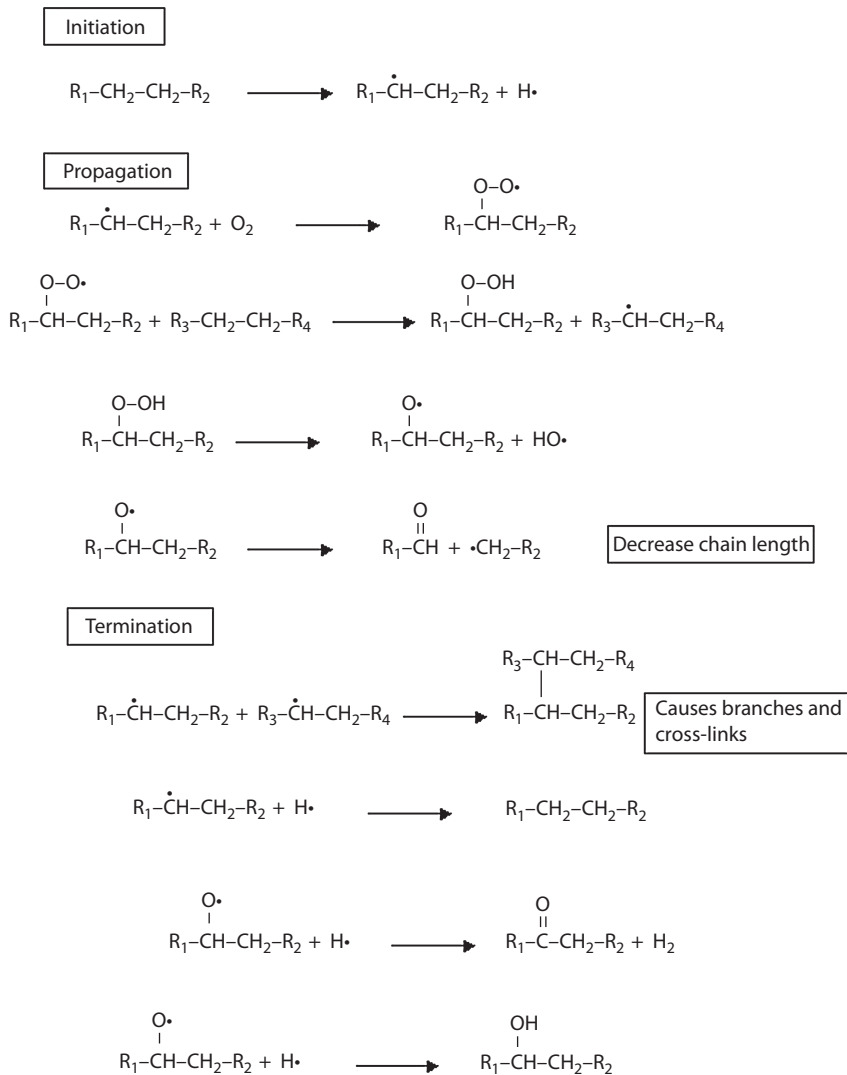 Initiation
R₁–CH₂–CH₂–R₂ ⟶ R₁–ĊH–CH₂–R₂ + H•
Propagation
O–O•
R₁–ĊH–CH₂–R₂ + O₂ ⟶ R₁–CH–CH₂–R₂
O–O• O–OH
R₁–CH–CH₂–R₂ + R₃–CH₂–CH₂–R₄ ⟶ R₁–CH–CH₂–R₂ + R₃–ĊH–CH₂–R₄
O–OH O•
R₁–CH–CH₂–R₂ ⟶ R₁–CH–CH₂–R₂ + HO•
O• O
R₁–CH–CH₂–R₂ ⟶ R₁–CH + •CH₂–R₂ Decrease chain length
Termination
R₃–CH–CH₂–R₄
R₁–ĊH–CH₂–R₂ + R₃–ĊH–CH₂–R₄ ⟶ R₁–CH–CH₂–R₂ Causes branches and
cross-links
R₁–ĊH–CH₂–R₂ + H• ⟶ R₁–CH₂–CH₂–R₂
O• O
R₁–CH–CH₂–R₂ + H• ⟶ R₁–C–CH₂–R₂ + H₂
O• OH
R₁–CH–CH₂–R₂ + H• ⟶ R₁–CH–CH₂–R₂